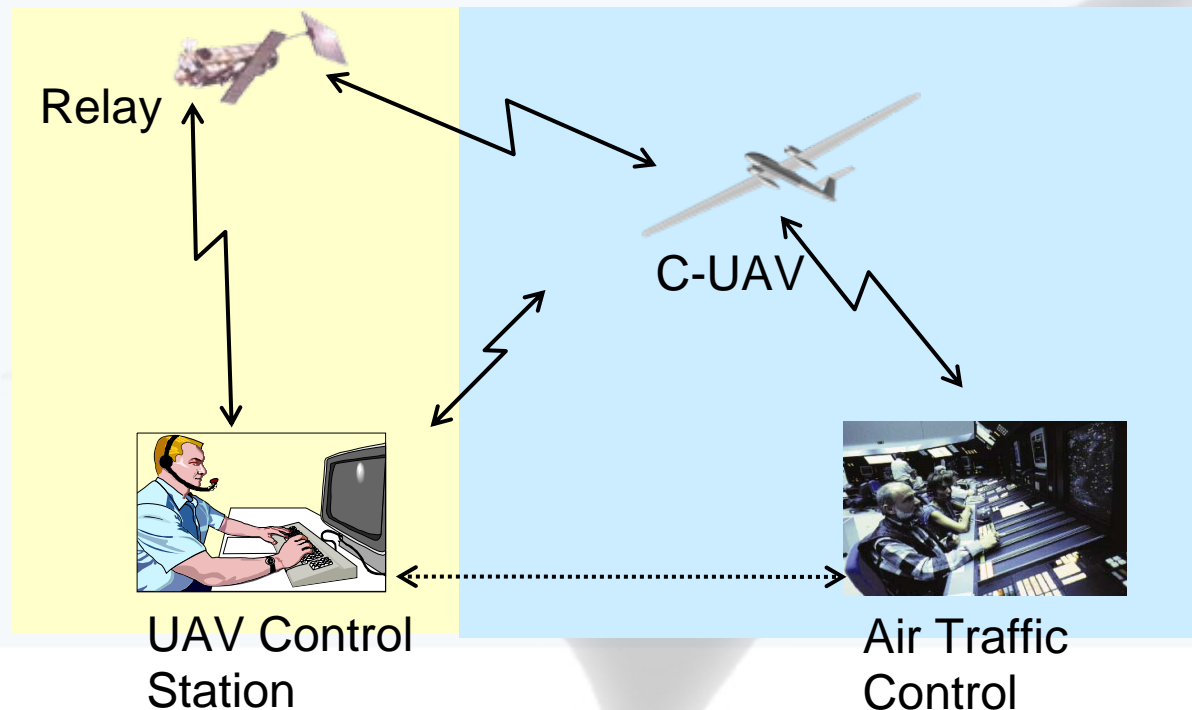 Relay
C-UAV
UAV Control
Station
Air Traffic
Control